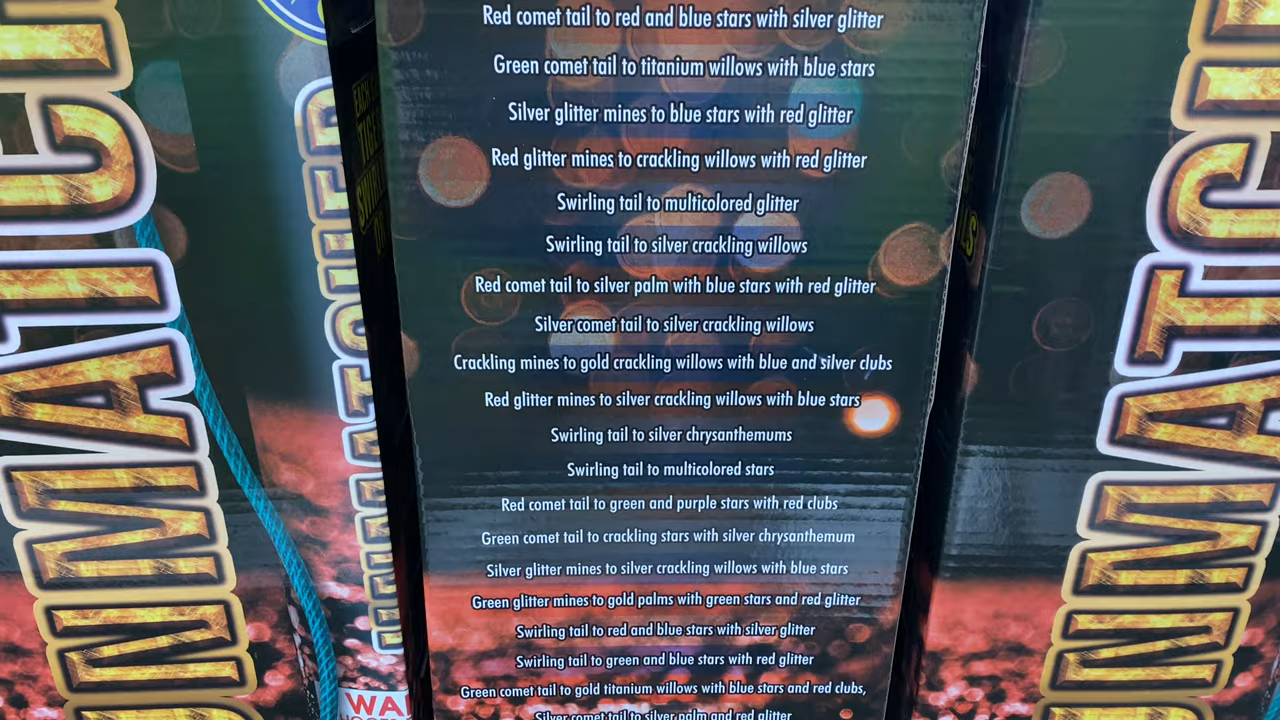 Red comet tail to red and blue stars with silver glitter
Green comet tail to titanium willows with blue stars
Silver glitter mines to blue stars with red glitter
Red glitter mines to crackling willows with red glitter
Swirling tail to multicolored glitter
Swirling tail to silver crackling willows
Red comet tail to silver palm with blue stars with red glitter
Silver comet tail to silver crackling willows
Crackling mines to gold crackling willows with blue and silver clubs
Red glitter mines to silver crackling willows with blue stars
Swirling tail to silver chrysanthemums
Swirling tail to multicolored stars
Red comet tail to green and purple stars with red clubs
Green comet tail to crackling stars with silver chrysanthemum
Silver glitter mines to silver crackling willows with blue stars
Green glitter mines to gold palms with green stars and red glitter
Swirling tail to red and blue stars with silver glitter
Swirling tail to green and blue stars with red glitter
Green comet tail to gold titanium willows with blue stars and red clubs,
Silver comet tail to silver palm and red glitter